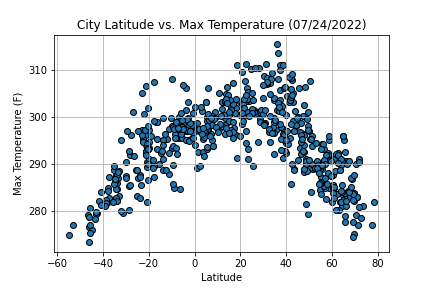 City Latitude vs. Max Temperature (07/24/2022)
Max Temperature (F)
310
300
290
280
−60 −40 −20 0 20 40 60 80
Latitude